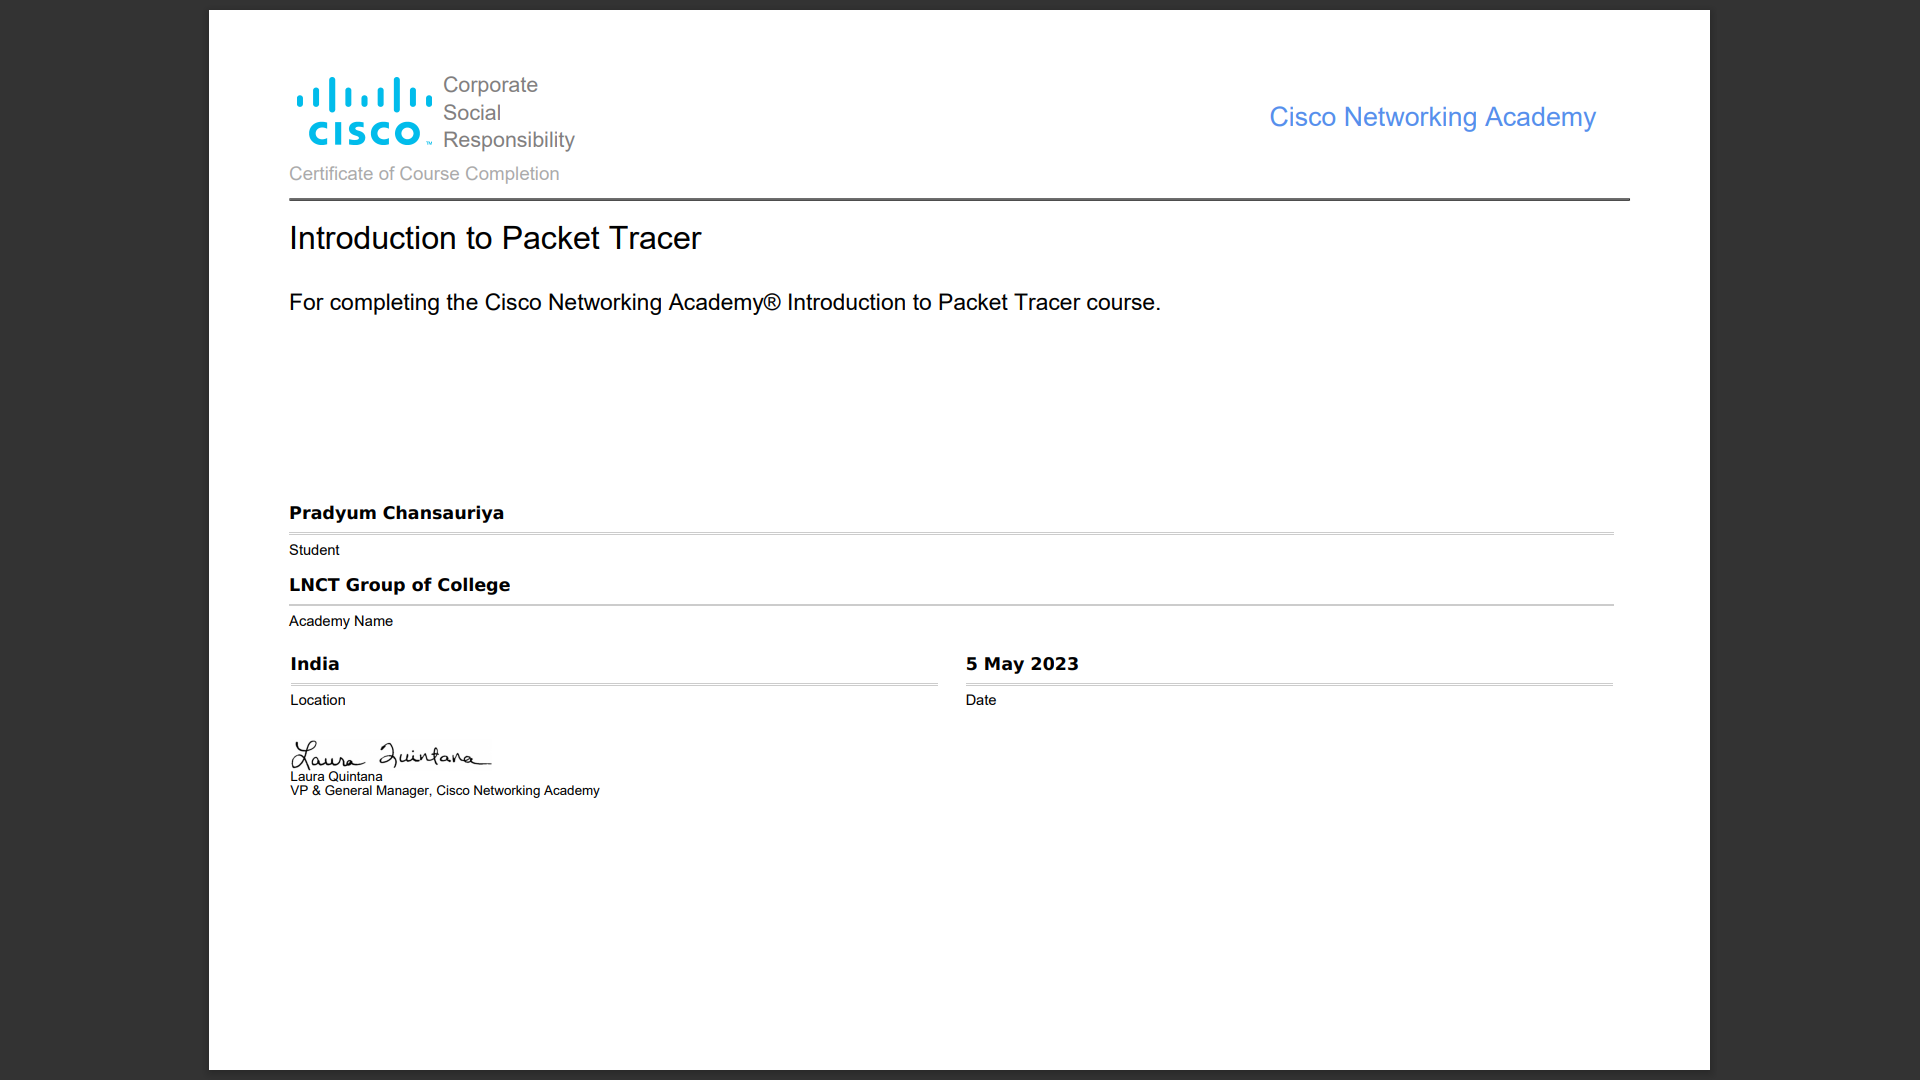 CISCO™
Corporate
Social
Responsibility
Cisco Networking Academy
Certificate of Course Completion
Introduction to Packet Tracer
For completing the Cisco Networking Academy® Introduction to Packet Tracer course.
Pradyum Chansauriya
Student
LNCT Group of College
Academy Name
India
5 May 2023
Location
Date
Laura Quintana
Laura Quintana
VP & General Manager, Cisco Networking Academy